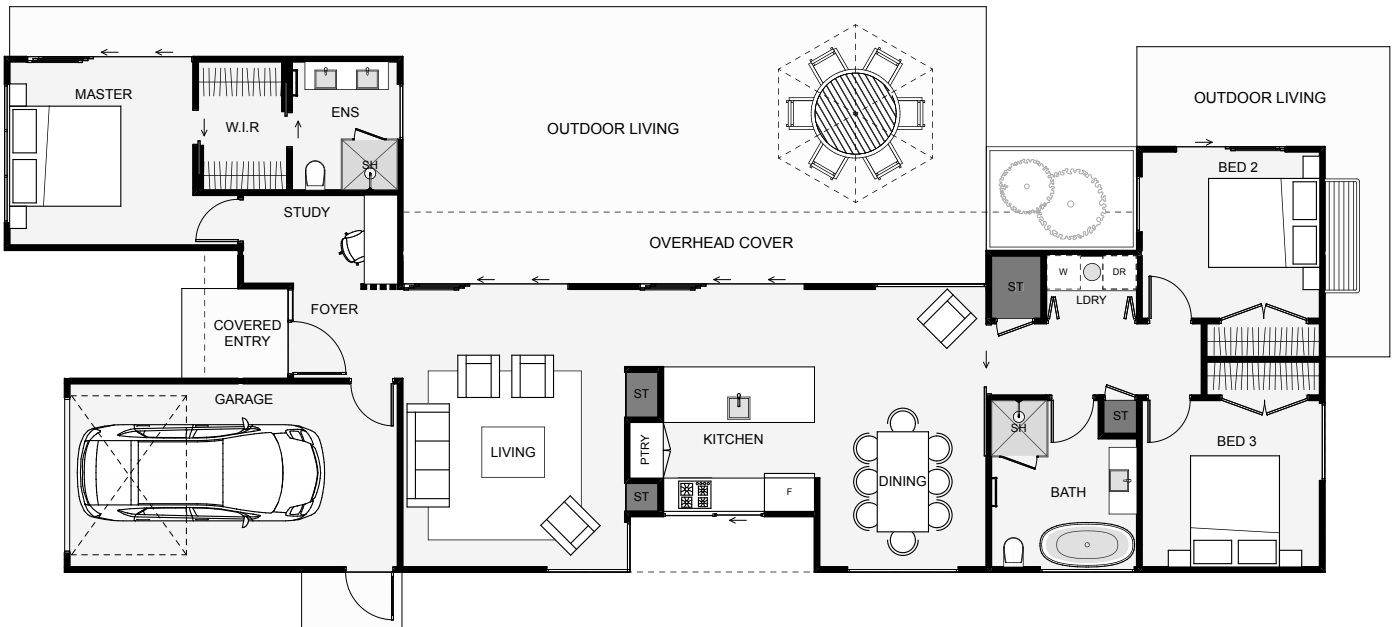 MASTER
W.I.R
ENS
SH
STUDY
OUTDOOR LIVING
OUTDOOR LIVING
OVERHEAD COVER
BED 2
W
DR
ST
LDRY
FOYER
COVERED
ENTRY
GARAGE
LIVING
ST
PTRY
ST
KITCHEN
F
DINING
SH
ST
BATH
BED 3